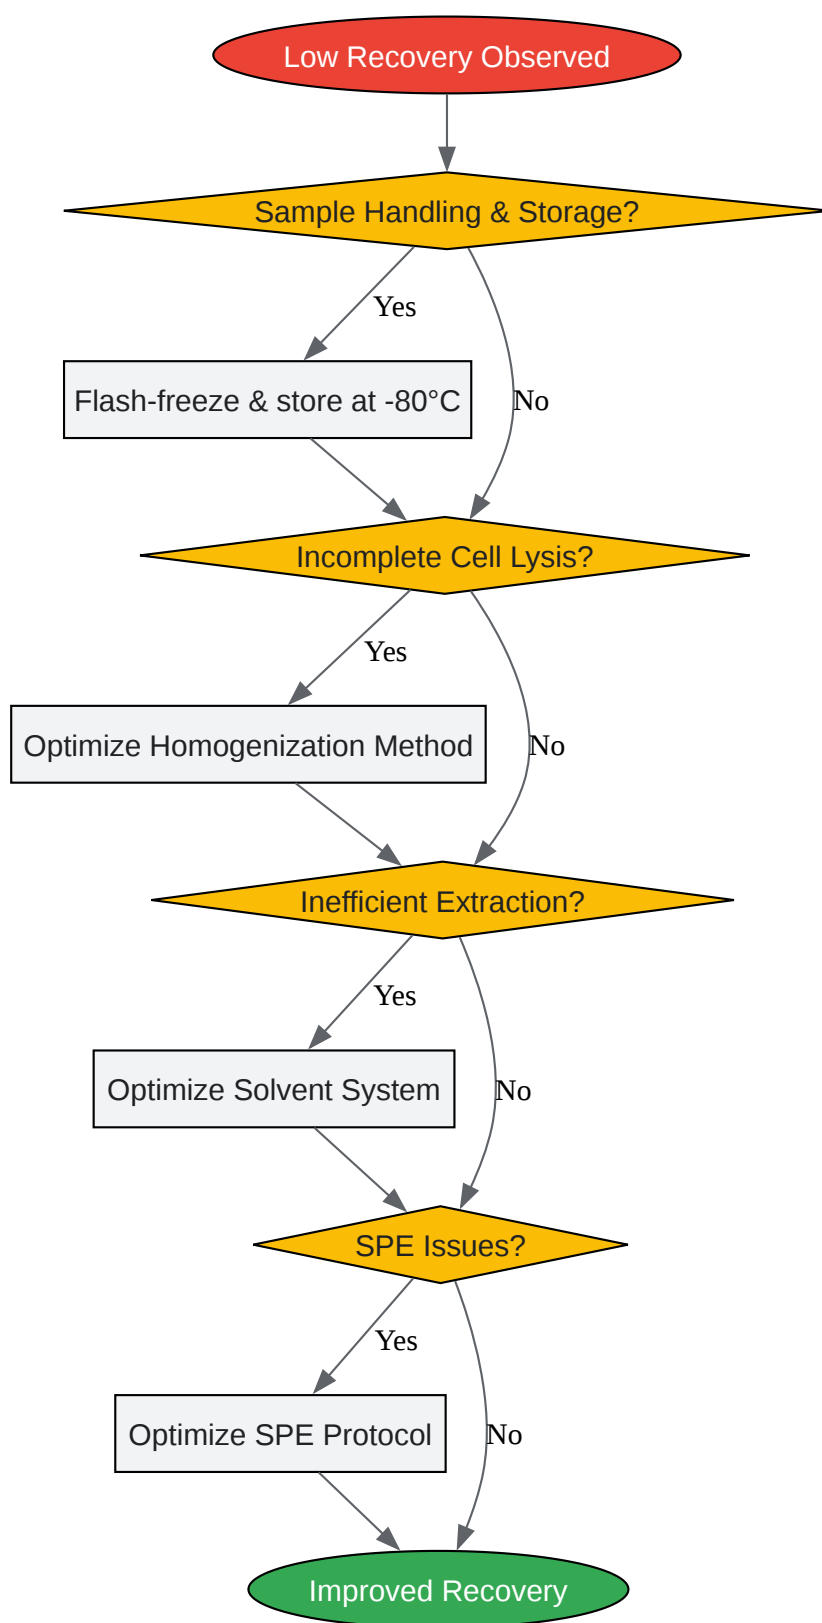 Low Recovery Observed
Sample Handling & Storage?
Yes
Flash-freeze & store at -80°C
No
Incomplete Cell Lysis?
Yes
Optimize Homogenization Method
No
Inefficient Extraction?
Yes
Optimize Solvent System
No
SPE Issues?
Yes
Optimize SPE Protocol
No
Improved Recovery